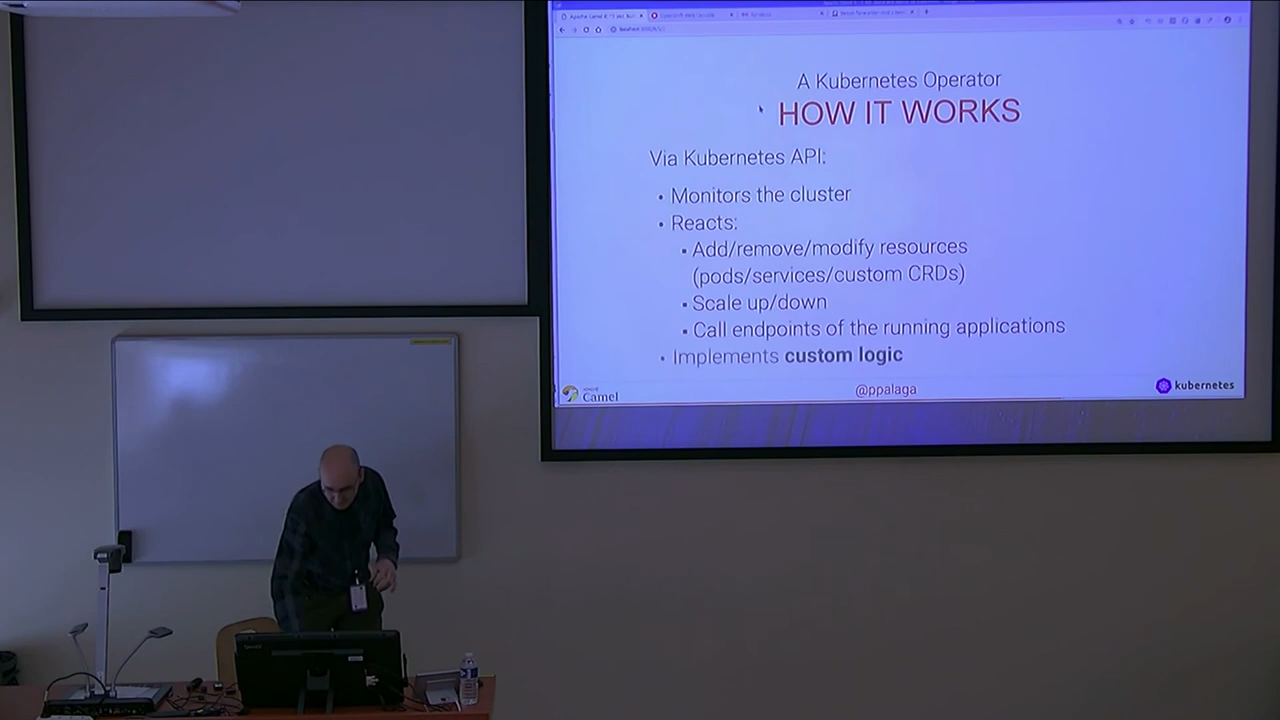 A Kubernetes Operator
HOW IT WORKS
Via Kubernetes API:
• Monitors the cluster
• Reacts:
▪ Add/remove/modify resources
(pods/services/custom CRDs)
▪ Scale up/down
▪ Call endpoints of the running applications
• Implements custom logic
Camel
@ppalaga
kubernetes